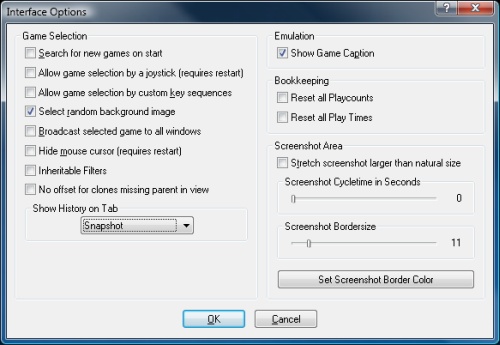 Interface Options
Game Selection
Search for new games on start
Allow game selection by a joystick (requires restart)
Allow game selection by custom key sequences
Select random background image
Broadcast selected game to all windows
Hide mouse cursor (requires restart)
Inheritable Filters
No offset for clones missing parent in view
Show History on Tab
Snapshot
Emulation
Show Game Caption
Bookkeeping
Reset all Playcounts
Reset all Play Times
Screenshot Area
Stretch screenshot larger than natural size
Screenshot Cycletime in Seconds
0
Screenshot Bordersize
11
Set Screenshot Border Color
OK
Cancel